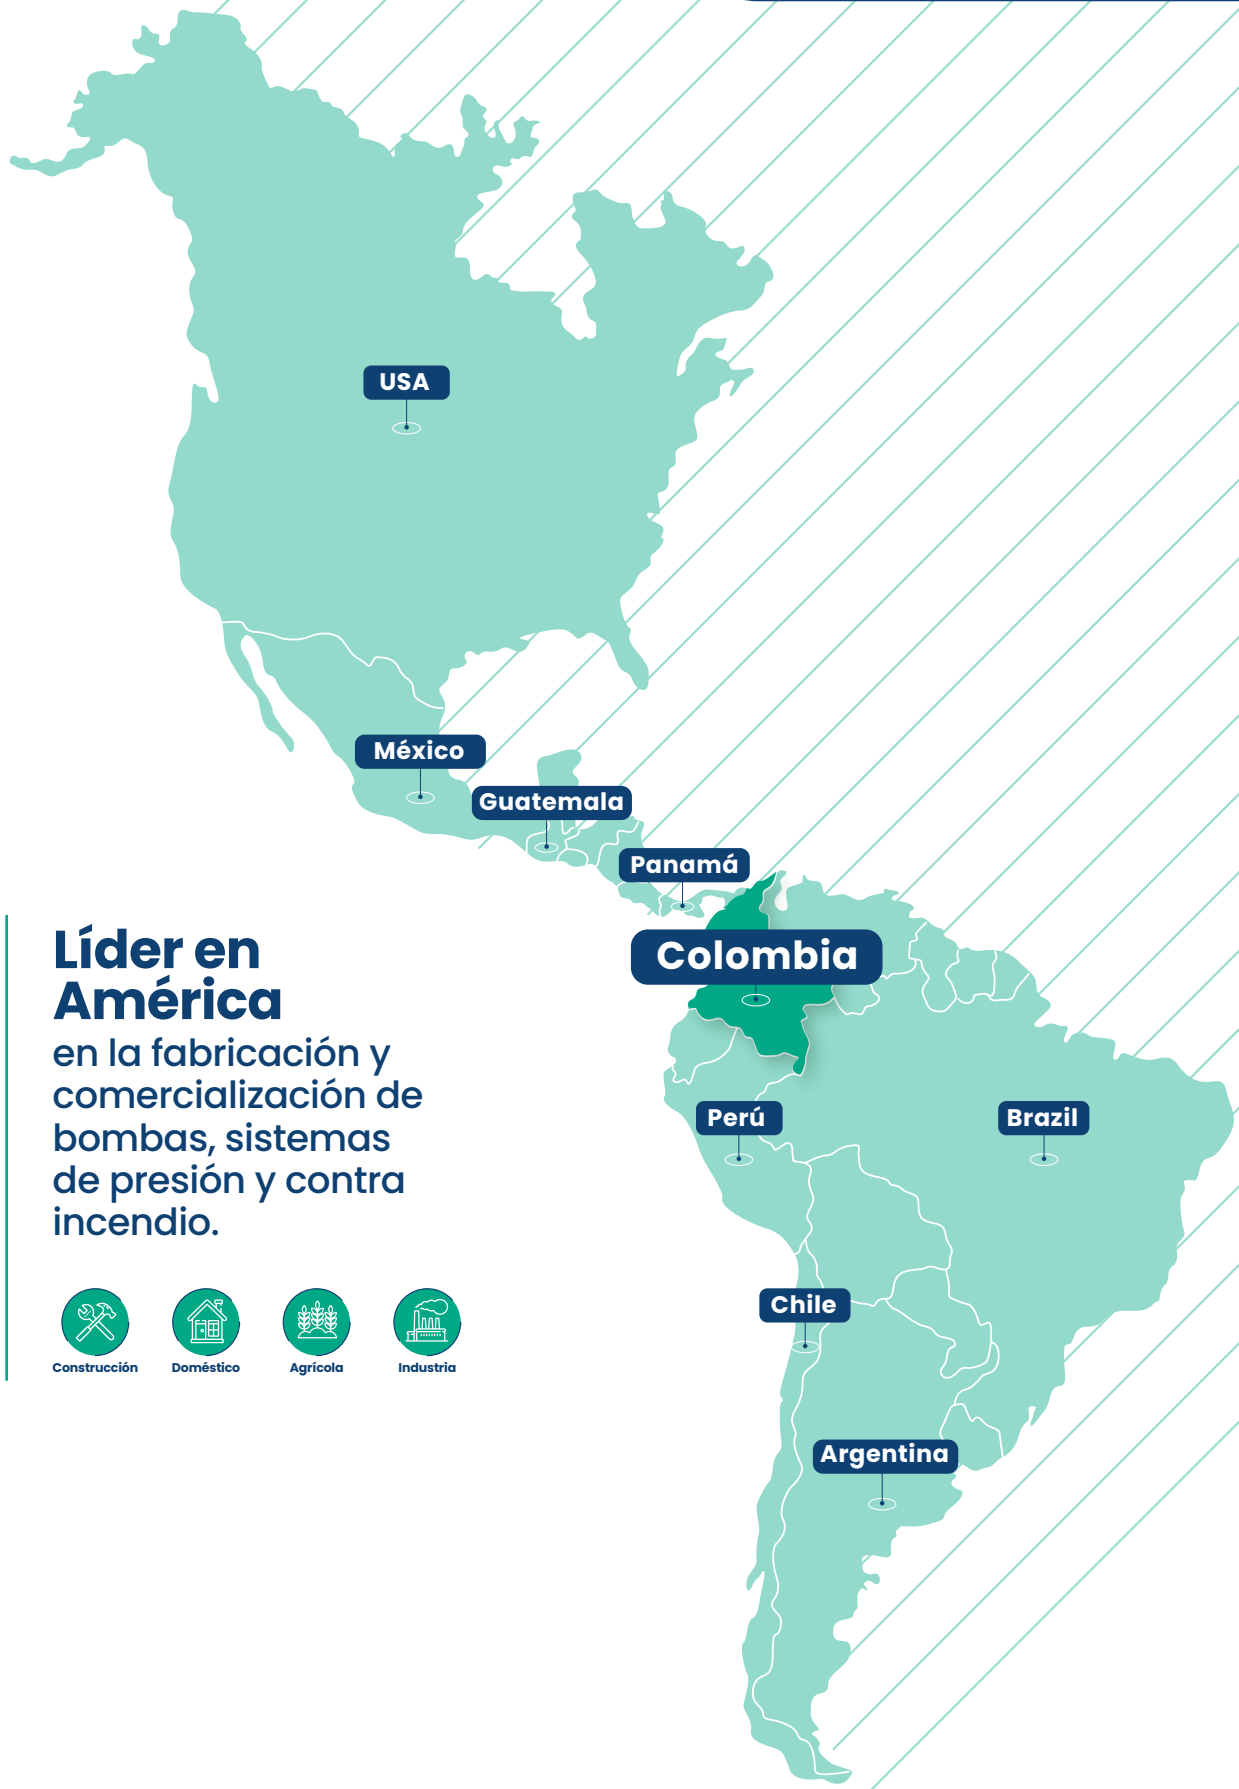 USA
México
Guatemala
Panamá
Colombia
Líder en
América
en la fabricación y
comercialización de
bombas, sistemas
de presión y contra
incendio.
Perú
Brazil
Chile
Construcción
Doméstico
Agrícola
Industria
Argentina